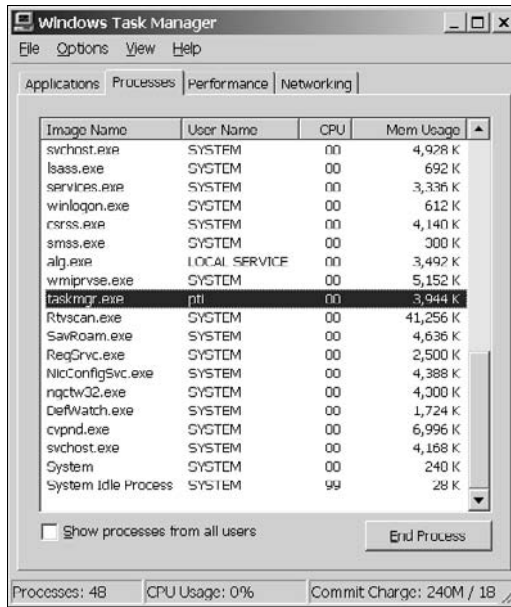 Windows Task Manager
File Options View Help
Applications Processes Performance Networking
Image Name User Name CPU Mem Usage
svchost.exe SYSTEM 00 4,928 K
lsass.exe SYSTEM 00 692 K
services.exe SYSTEM 00 3,336 K
winlogon.exe SYSTEM 00 612 K
csrss.exe SYSTEM 00 4,140 K
smss.exe SYSTEM 00 300 K
alg.exe LOCAL SERVICE 00 3,492 K
wmiprvse.exe SYSTEM 00 5,152 K
taskmgr.exe pti 00 3,944 K
Rtvscan.exe SYSTEM 00 41,256 K
SavRoam.exe SYSTEM 00 4,636 K
RegSrvc.exe SYSTEM 00 2,500 K
NicConfigSvc.exe SYSTEM 00 4,388 K
ngctw32.exe SYSTEM 00 4,300 K
DefWatch.exe SYSTEM 00 1,724 K
cvpnd.exe SYSTEM 00 6,996 K
svchost.exe SYSTEM 00 4,168 K
System SYSTEM 00 240 K
System Idle Process SYSTEM 99 28 K
Show processes from all users
End Process
Processes: 48 CPU Usage: 0% Commit Charge: 240M / 18